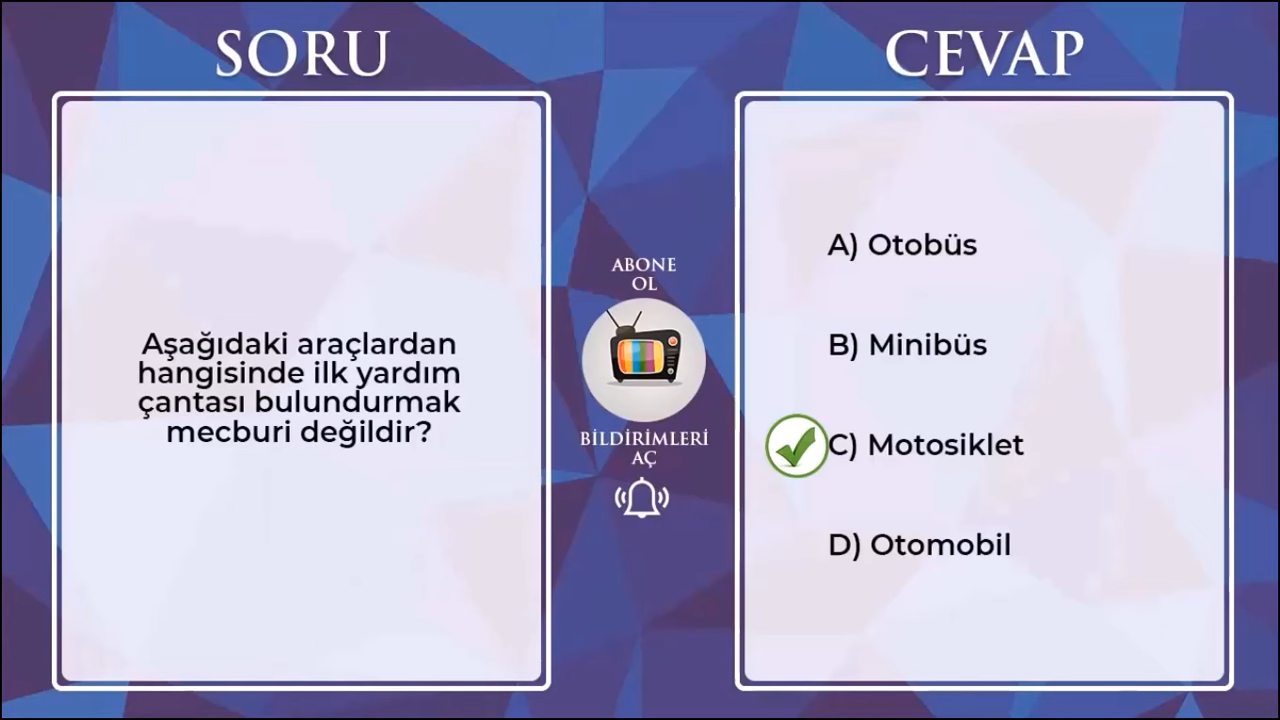 SORU
Aşağıdaki araçlardan
hangisinde ilk yardım
çantası bulundurmak
mecburi değildir?
ABONE
OL
BİLDİRİMLERİ
AÇ
CEVAP
A) Otobüs
B) Minibüs
C) Motosiklet
D) Otomobil